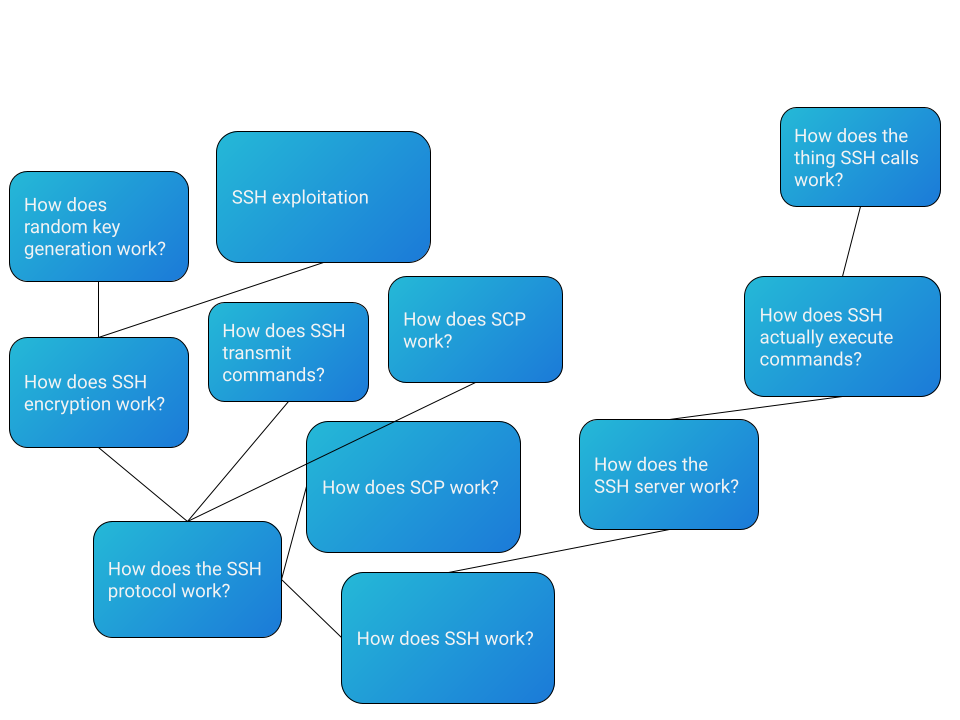 How does the
thing SSH calls
work?
SSH exploitation
How does
random key
generation work?
How does SCP
work?
How does SSH
transmit
commands?
How does SSH
actually execute
commands?
How does SSH
encryption work?
How does SCP work?
How does the
SSH server work?
How does the SSH
protocol work?
How does SSH work?